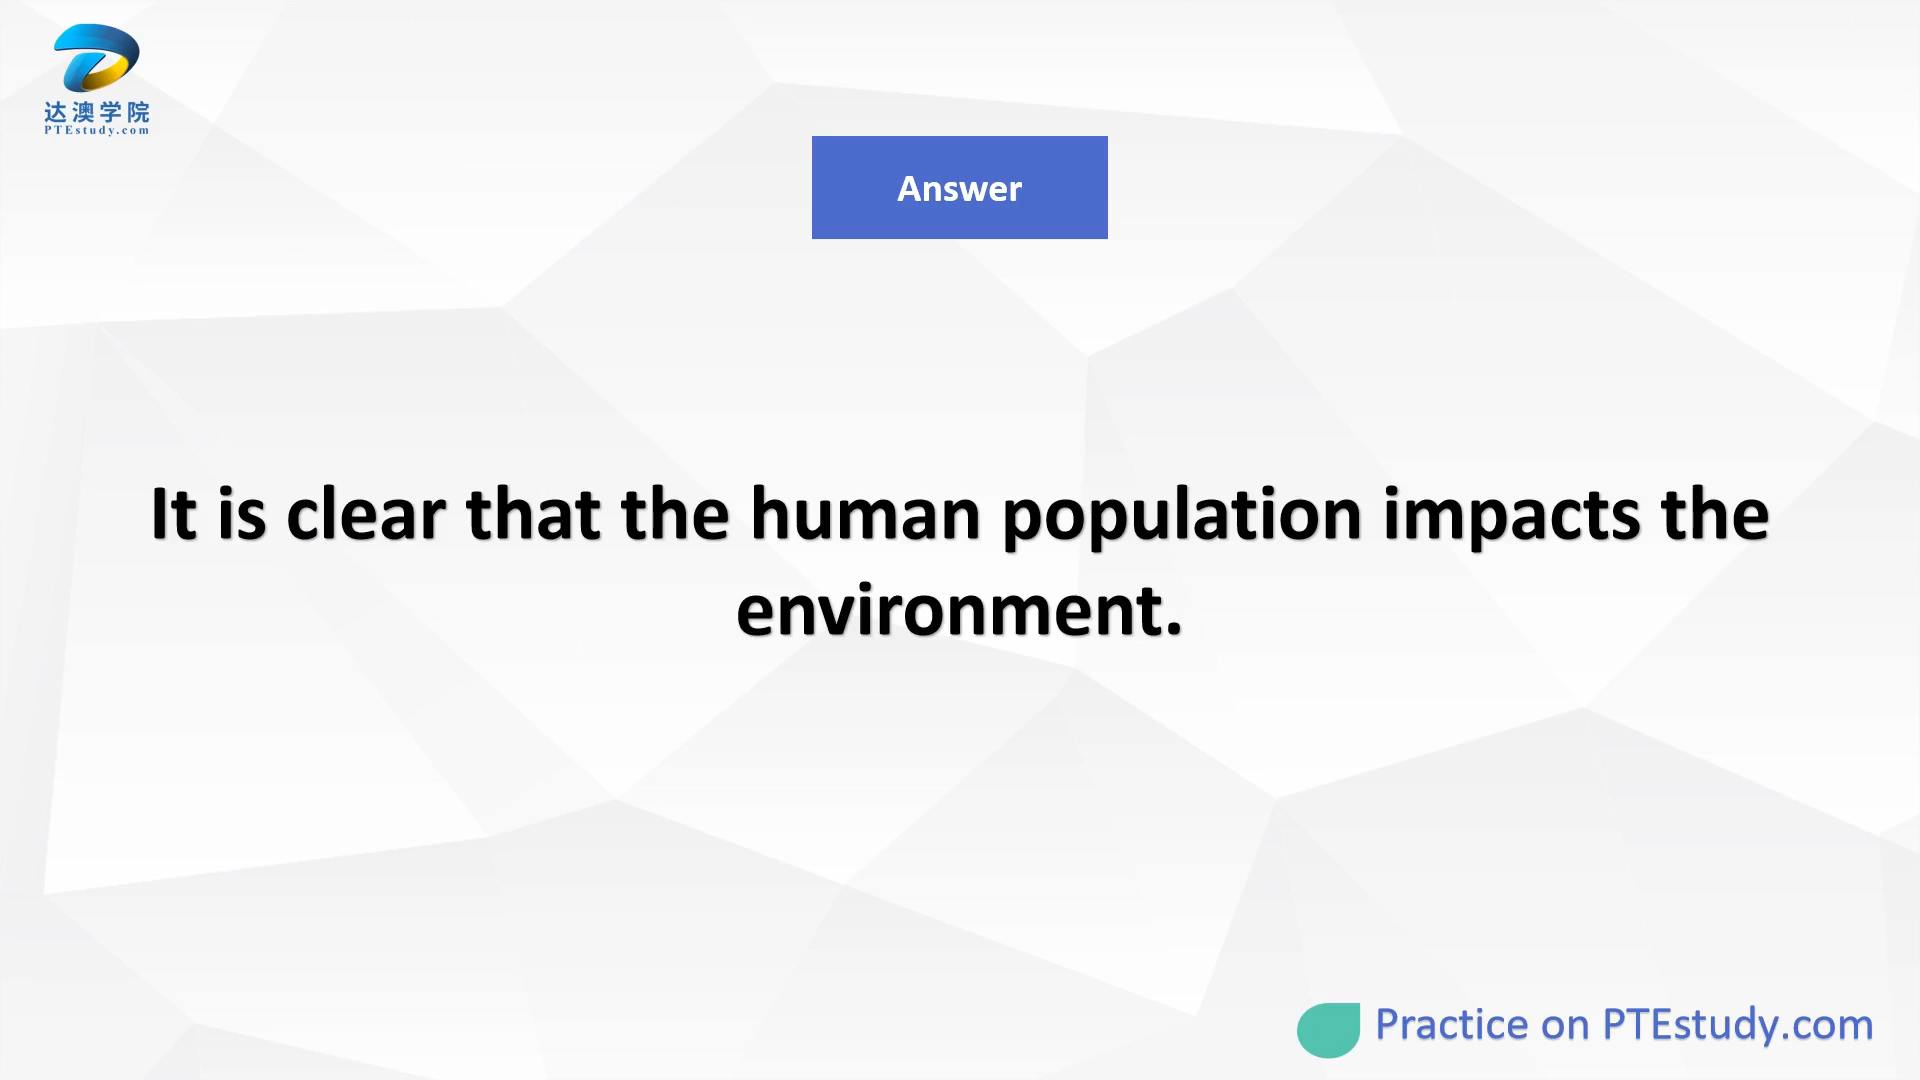 达澳学院
PTEstudy.com
Answer
It is clear that the human population impacts the
environment.
Practice on PTEstudy.com